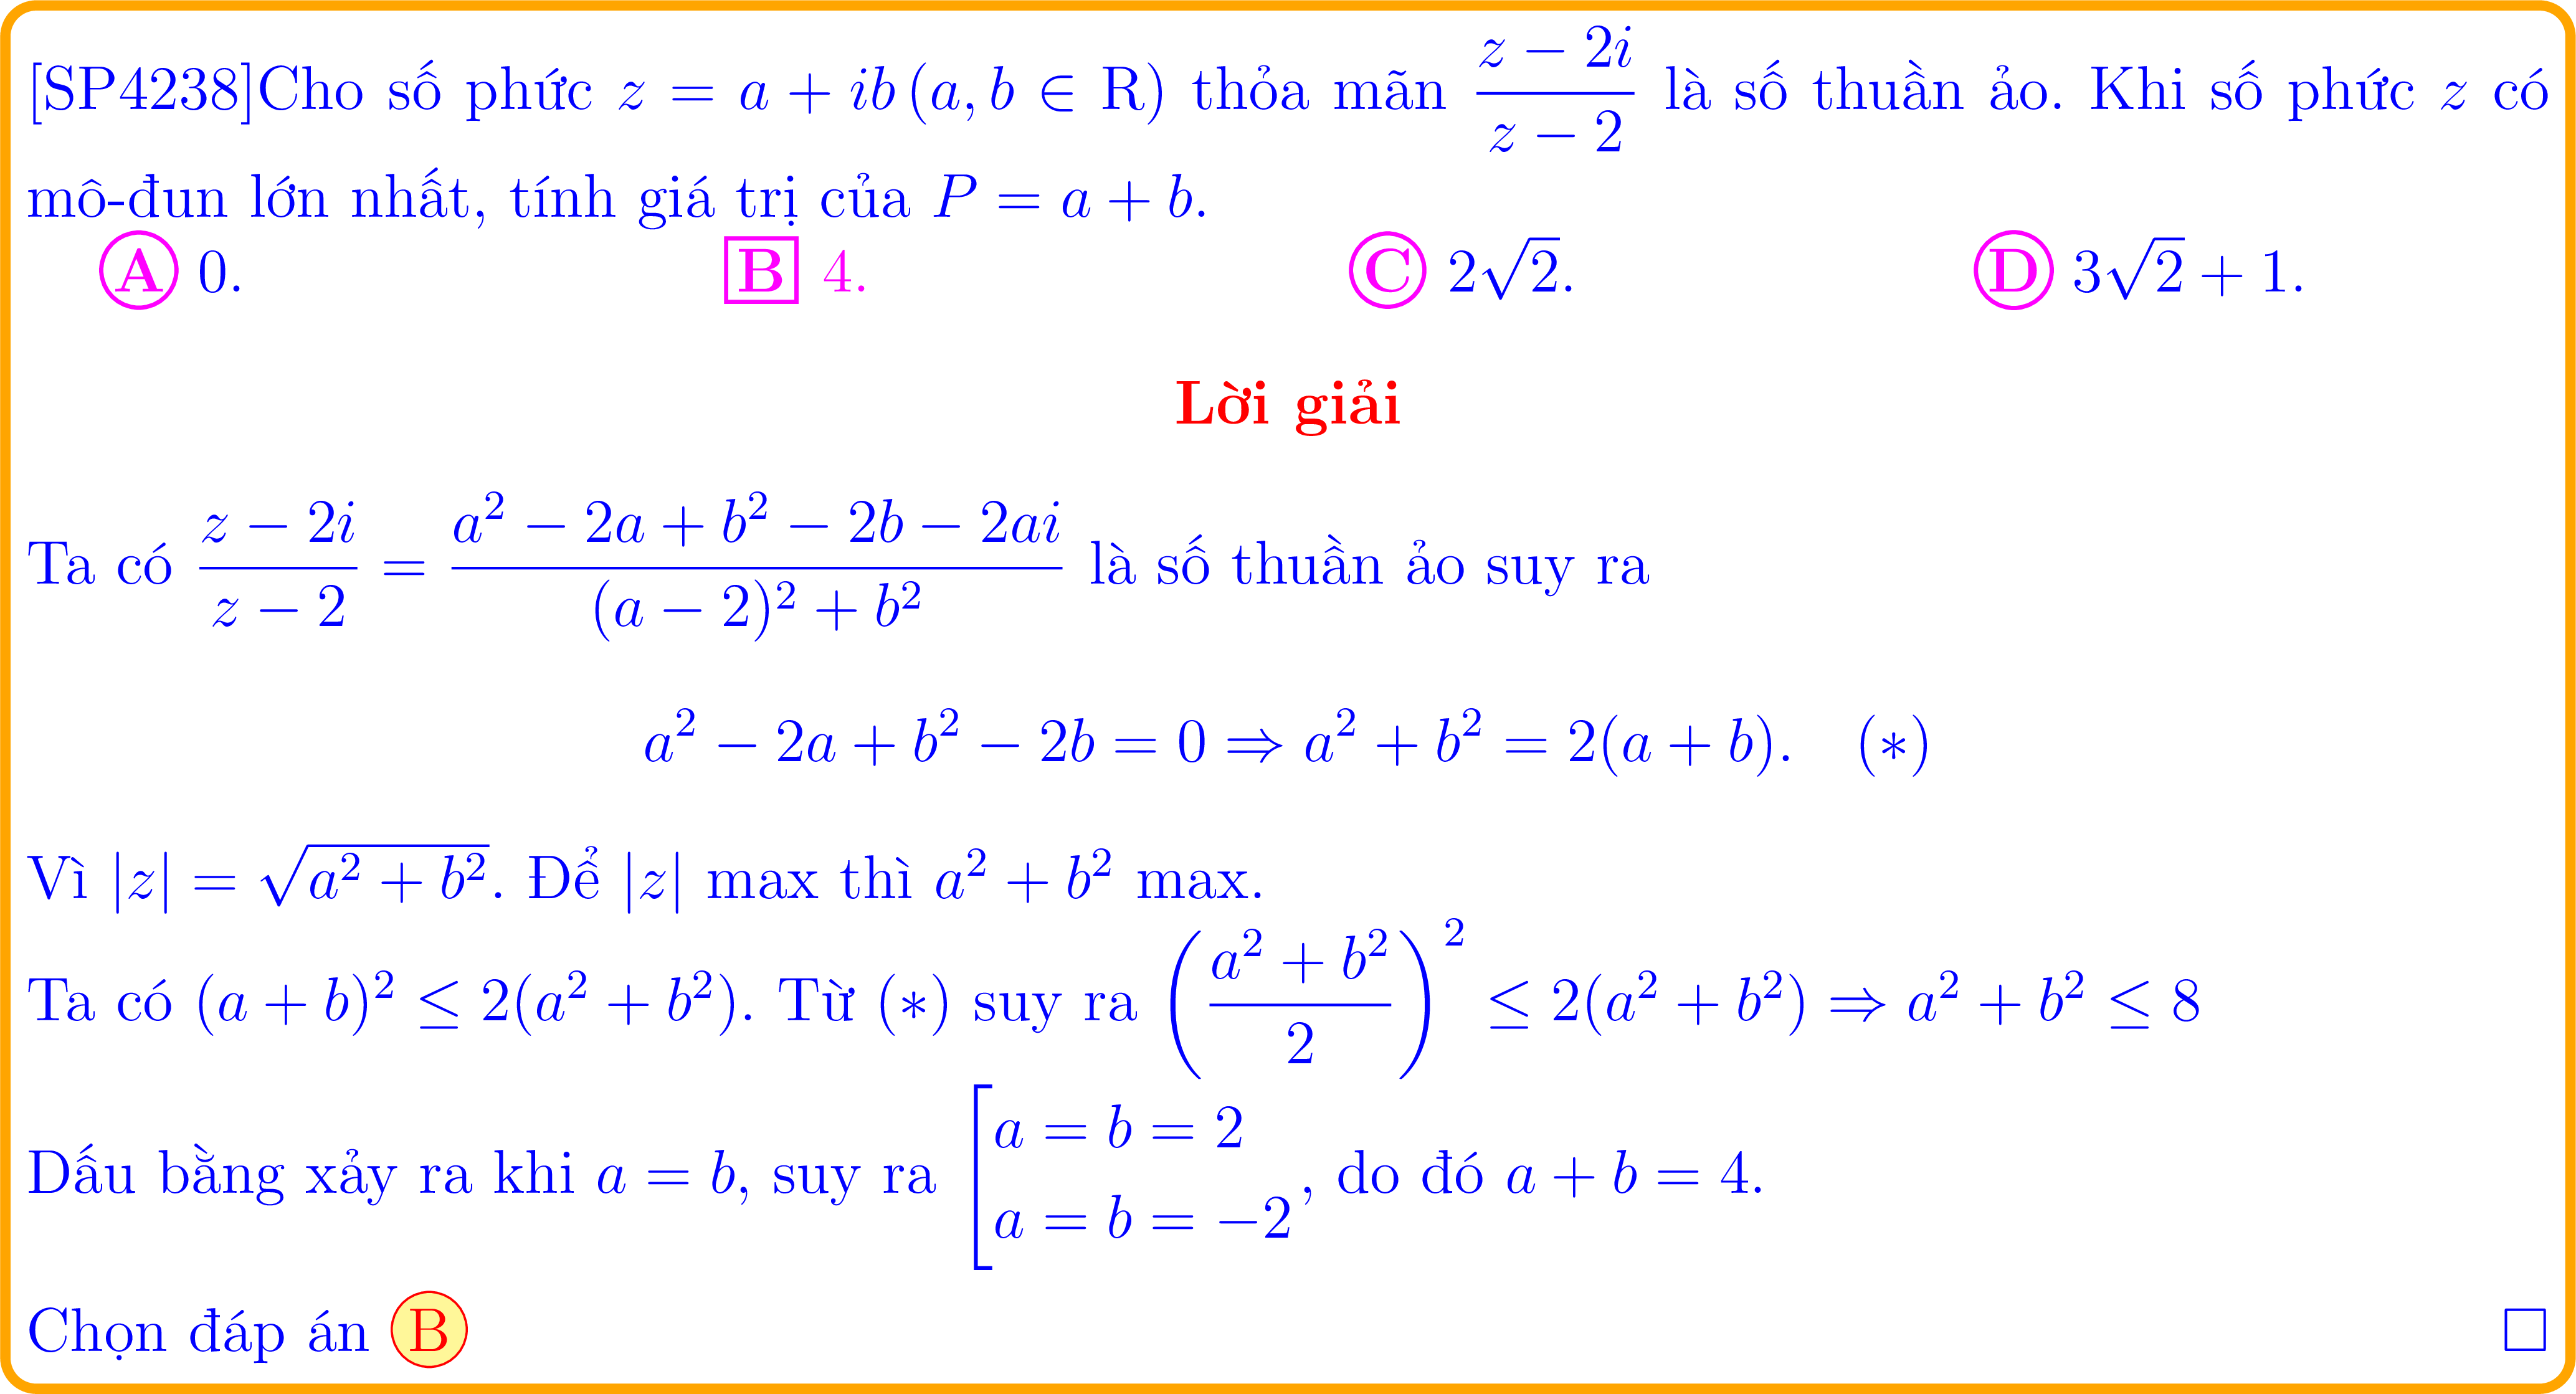 [SP4238]Cho số phức $z = a + ib\,(a, b \in \mathrm{R})$ thỏa mãn $\dfrac{z-2i}{z-2}$ là số thuần ảo. Khi số phức $z$ có
mô-đun lớn nhất, tính giá trị của $P = a + b$.
A 0. B 4. C $2\sqrt{2}$. D $3\sqrt{2} + 1$.
Lời giải
Ta có $\dfrac{z-2i}{z-2} = \dfrac{a^2 - 2a + b^2 - 2b - 2ai}{(a-2)^2 + b^2}$ là số thuần ảo suy ra
$a^2 - 2a + b^2 - 2b = 0 \Rightarrow a^2 + b^2 = 2(a + b). \quad (*)$
Vì $|z| = \sqrt{a^2 + b^2}$. Để $|z|$ max thì $a^2 + b^2$ max.
Ta có $(a + b)^2 \leq 2(a^2 + b^2)$. Từ $(*)$ suy ra $\left(\dfrac{a^2 + b^2}{2}\right)^2 \leq 2(a^2 + b^2) \Rightarrow a^2 + b^2 \leq 8$
Dấu bằng xảy ra khi $a = b$, suy ra $\left[\begin{array}{l} a = b = 2 \\ a = b = -2 \end{array}\right.$, do đó $a + b = 4$.
Chọn đáp án B □